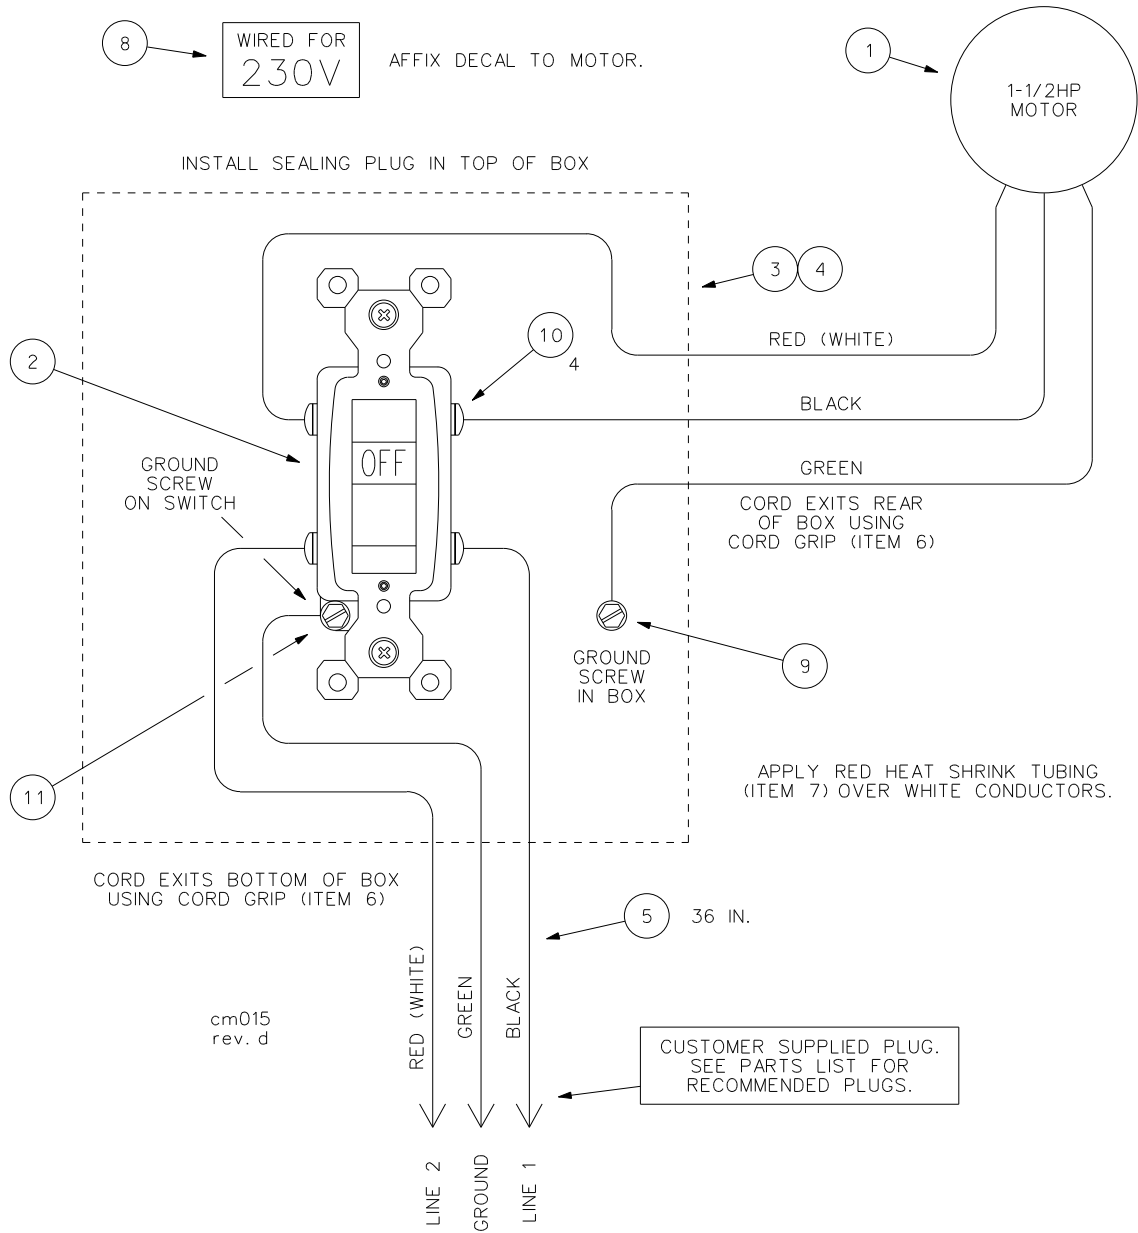 8
WIRED FOR
230V
AFFIX DECAL TO MOTOR.
1
1-1/2HP
MOTOR
INSTALL SEALING PLUG IN TOP OF BOX
3
4
RED (WHITE)
10
4
2
BLACK
OFF
GROUND
SCREW
ON SWITCH
GREEN
CORD EXITS REAR
OF BOX USING
CORD GRIP (ITEM 6)
GROUND
SCREW
IN BOX
9
11
APPLY RED HEAT SHRINK TUBING
(ITEM 7) OVER WHITE CONDUCTORS.
CORD EXITS BOTTOM OF BOX
USING CORD GRIP (ITEM 6)
5
36 IN.
RED (WHITE)
GREEN
BLACK
cm015
rev. d
CUSTOMER SUPPLIED PLUG.
SEE PARTS LIST FOR
RECOMMENDED PLUGS.
LINE 2
GROUND
LINE 1